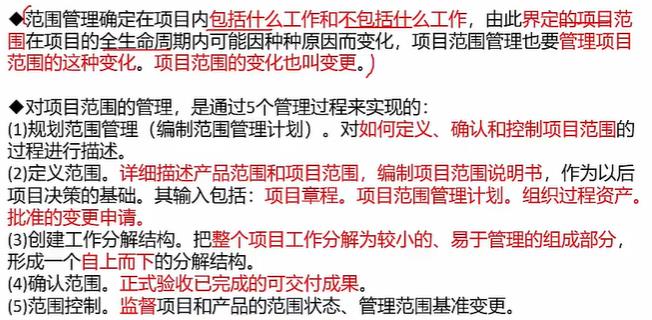 ◆范围管理确定在项目内包括什么工作和不包括什么工作，由此界定的项目范
围在项目的全生命周期内可能因种种原因而变化，项目范围管理也要管理项目
范围的这种变化。项目范围的变化也叫变更。
◆对项目范围的管理，是通过5个管理过程来实现的：
(1)规划范围管理（编制范围管理计划）。对如何定义、确认和控制项目范围的
过程进行描述。
(2)定义范围。详细描述产品范围和项目范围，编制项目范围说明书，作为以后
项目决策的基础。其输入包括：项目章程。项目范围管理计划。组织过程资产。
批准的变更申请。
(3)创建工作分解结构。把整个项目工作分解为较小的、易于管理的组成部分，
形成一个自上而下的分解结构。
(4)确认范围。正式验收已完成的可交付成果。
(5)范围控制。监督项目和产品的范围状态、管理范围基准变更。